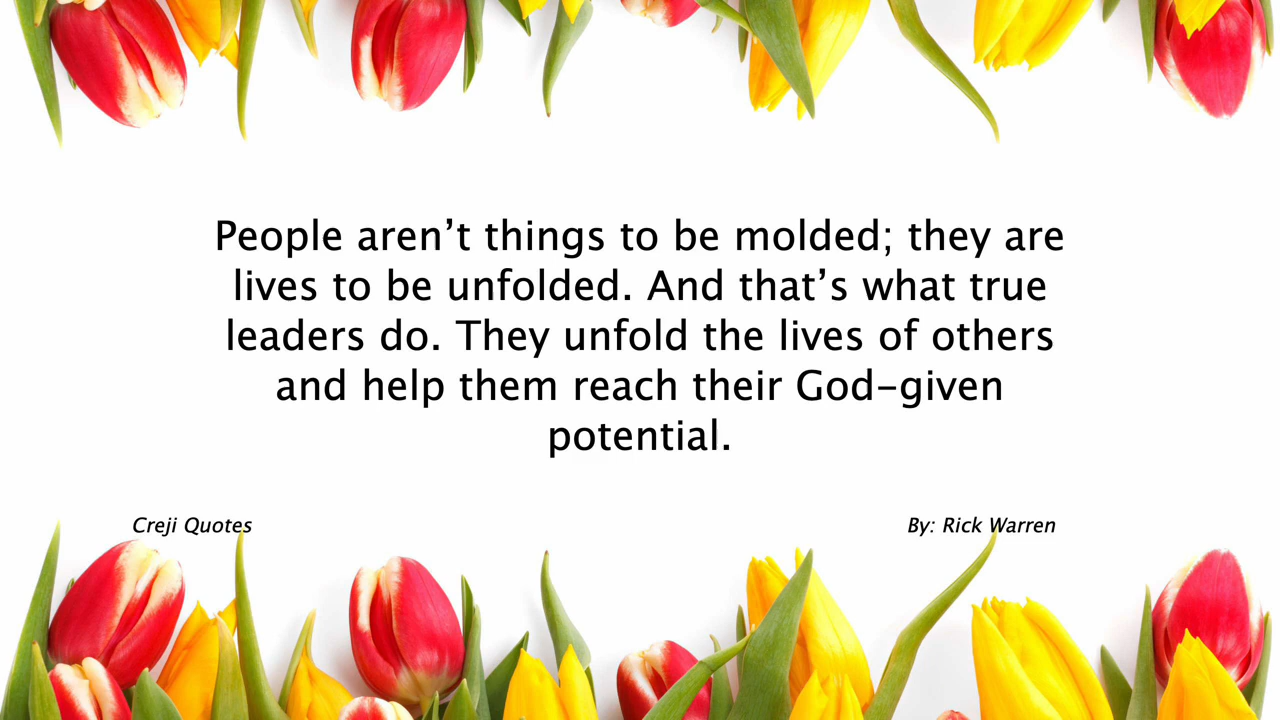 People aren’t things to be molded; they are
lives to be unfolded. And that’s what true
leaders do. They unfold the lives of others
and help them reach their God-given
potential.
Creji Quotes
By: Rick Warren